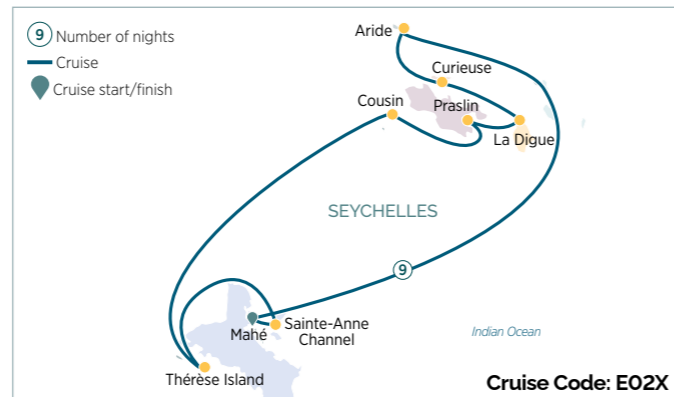 9 Number of nights
Cruise
Cruise start/finish
Aride
Curieuse
Cousin
Praslin
La Digue
SEYCHELLES
9
Mahé
Sainte-Anne
Channel
Indian Ocean
Thérèse Island
Cruise Code: E02X